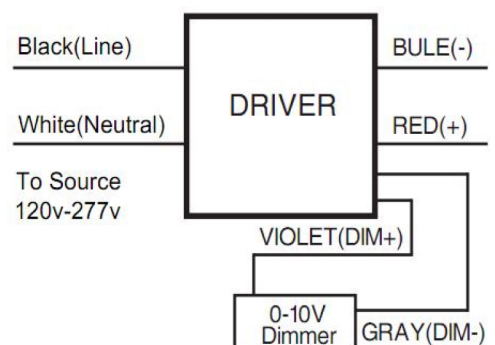 Black(Line)
BULE(-)
DRIVER
White(Neutral)
RED(+)
To Source
120v-277v
VIOLET(DIM+)
0-10V
Dimmer
GRAY(DIM-)